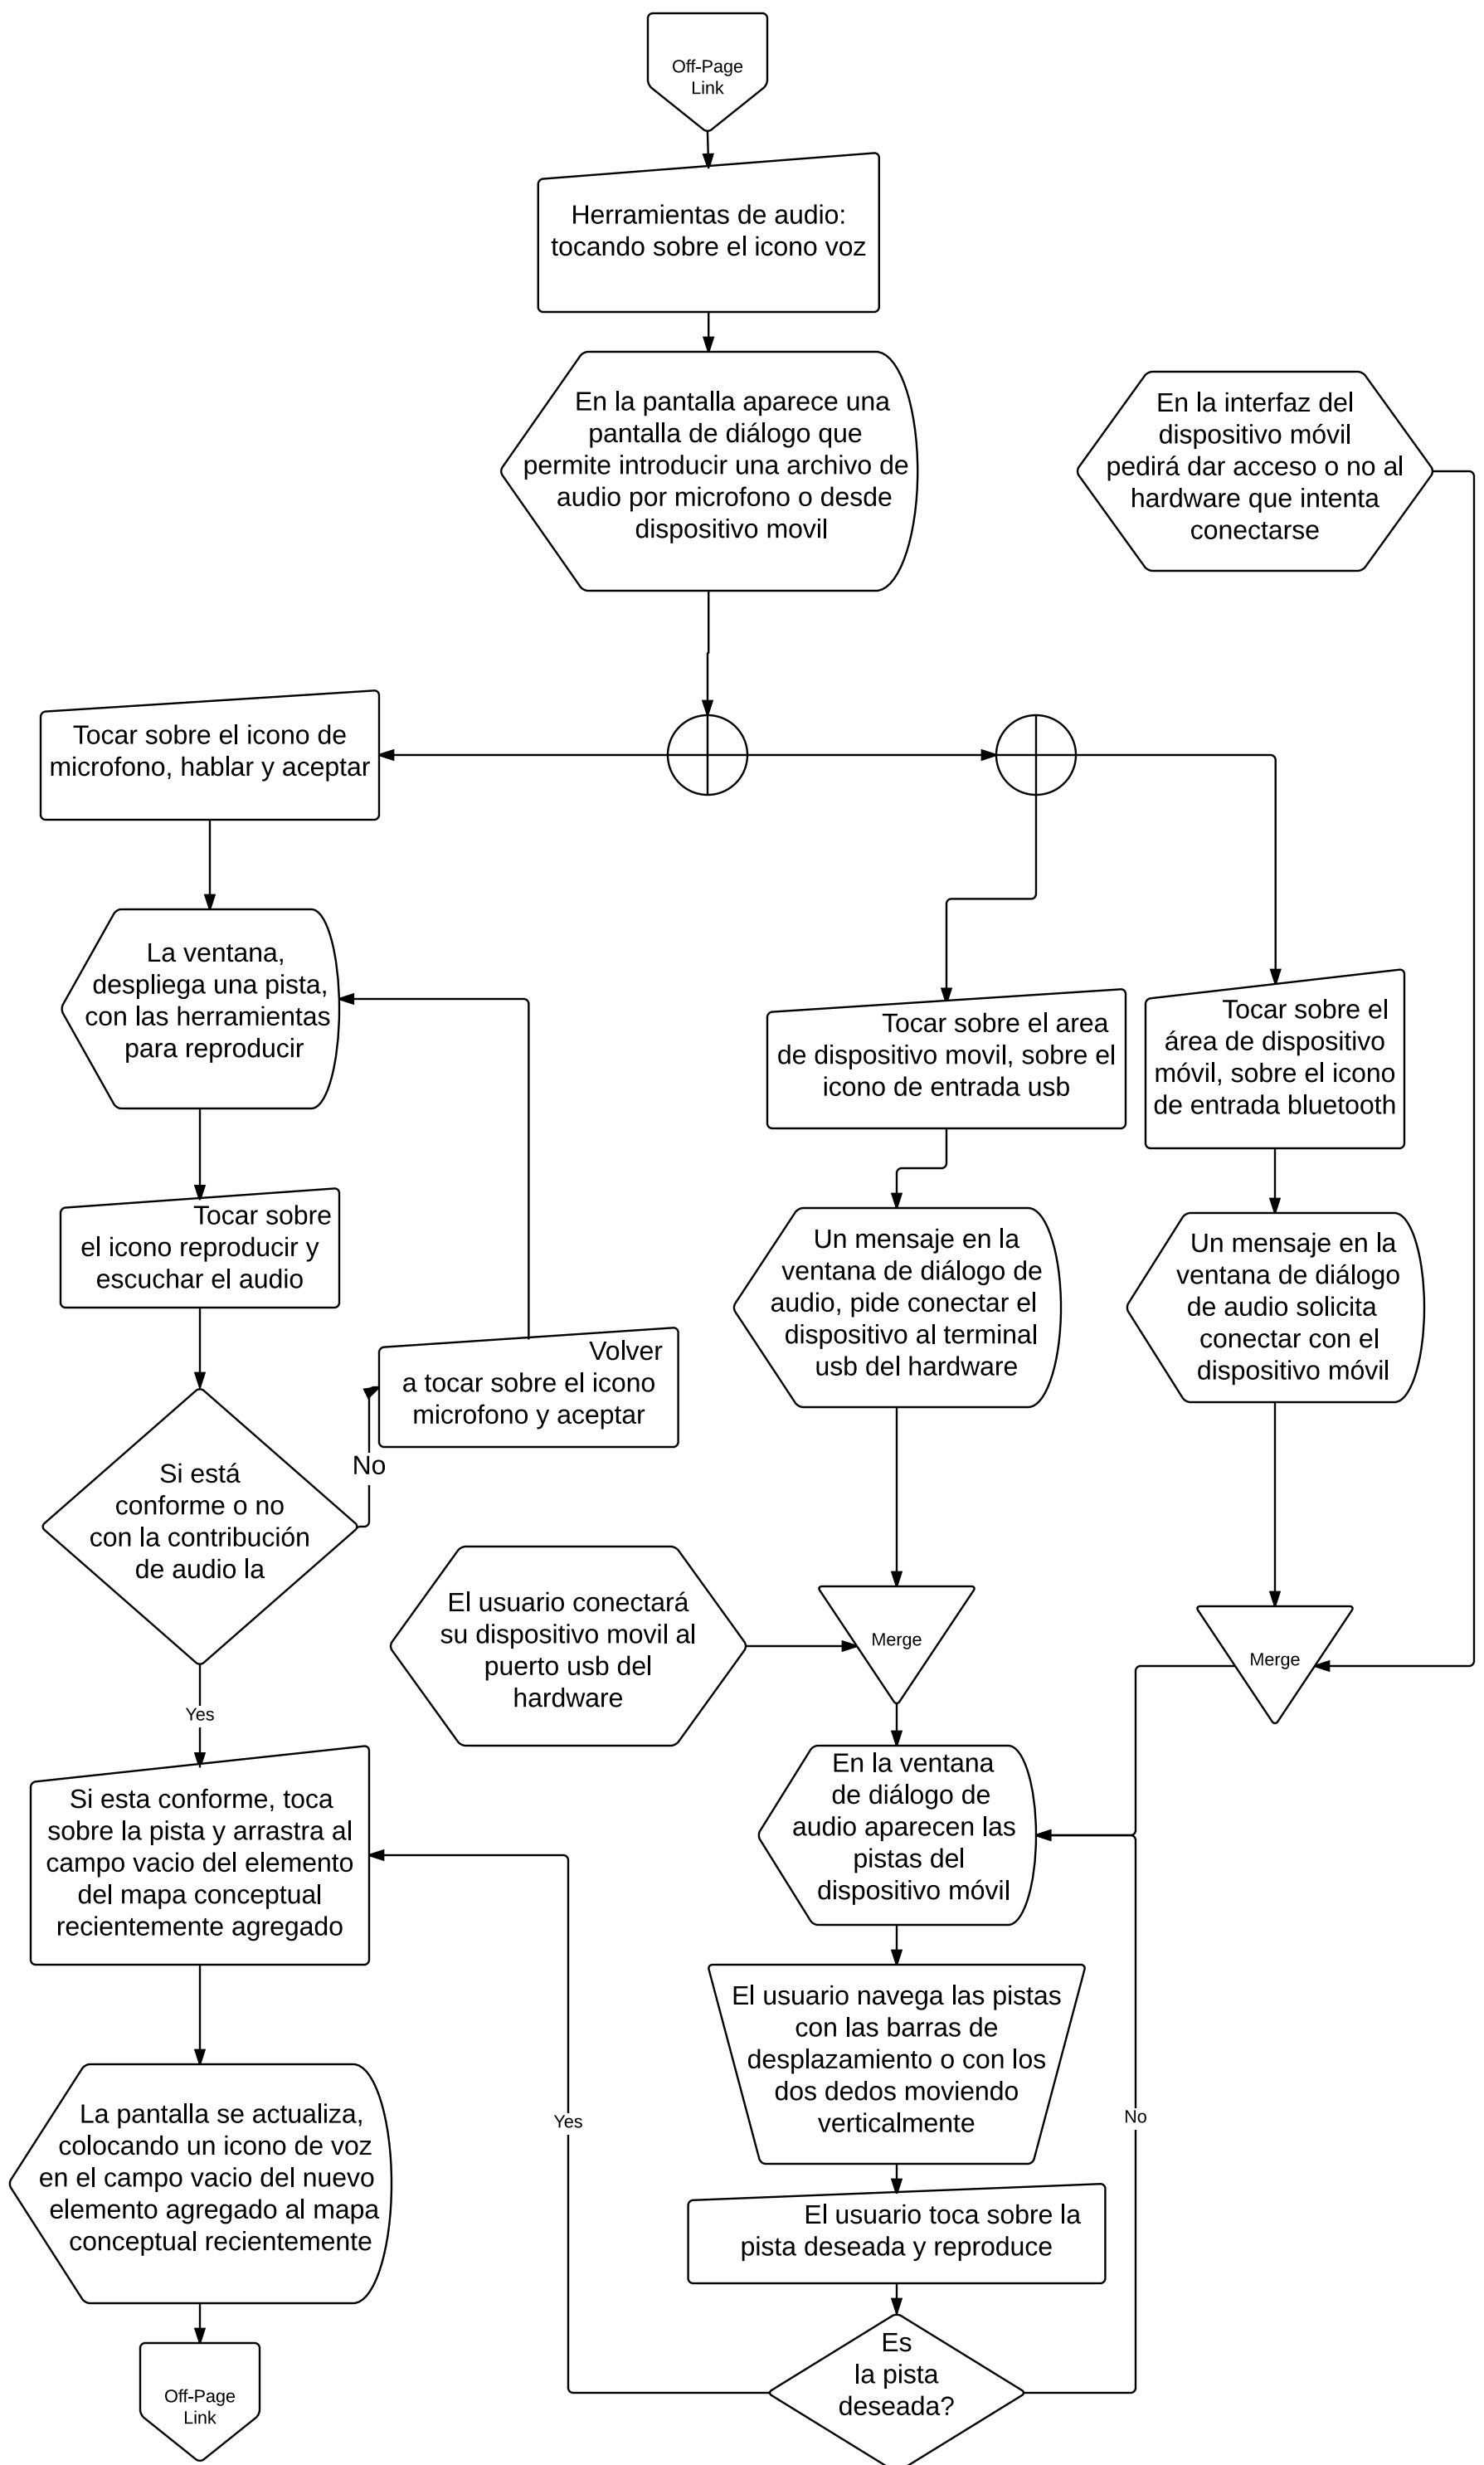 Off-Page
Link
Herramientas de audio:
tocando sobre el icono voz
En la pantalla aparece una
pantalla de diálogo que
permite introducir una archivo de
audio por microfono o desde
dispositivo movil
En la interfaz del
dispositivo móvil
pedirá dar acceso o no al
hardware que intenta
conectarse
Tocar sobre el icono de
microfono, hablar y aceptar
La ventana,
despliega una pista,
con las herramientas
para reproducir
Tocar sobre el area
de dispositivo movil, sobre el
icono de entrada usb
Tocar sobre el
área de dispositivo
móvil, sobre el icono
de entrada bluetooth
Tocar sobre
el icono reproducir y
escuchar el audio
Un mensaje en la
ventana de diálogo de
audio, pide conectar el
dispositivo al terminal
usb del hardware
Un mensaje en la
ventana de diálogo
de audio solicita
conectar con el
dispositivo móvil
Volver
a tocar sobre el icono
microfono y aceptar
No
Si está
conforme o no
con la contribución
de audio la
El usuario conectará
su dispositivo movil al
puerto usb del
hardware
Merge
Merge
Yes
En la ventana
de diálogo de
audio aparecen las
pistas del
dispositivo móvil
Si esta conforme, toca
sobre la pista y arrastra al
campo vacio del elemento
del mapa conceptual
recientemente agregado
El usuario navega las pistas
con las barras de
desplazamiento o con los
dos dedos moviendo
verticalmente
Yes
No
La pantalla se actualiza,
colocando un icono de voz
en el campo vacio del nuevo
elemento agregado al mapa
conceptual recientemente
El usuario toca sobre la
pista deseada y reproduce
Es
la pista
deseada?
Off-Page
Link